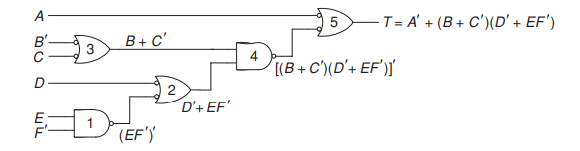 A
5
T = A′ + (B + C′)(D′ + EF′)
B′
C
3
B + C′
4
[(B + C′)(D′+ EF′)]′
D
2
D′+ EF′
E
F′
1
(EF′)′